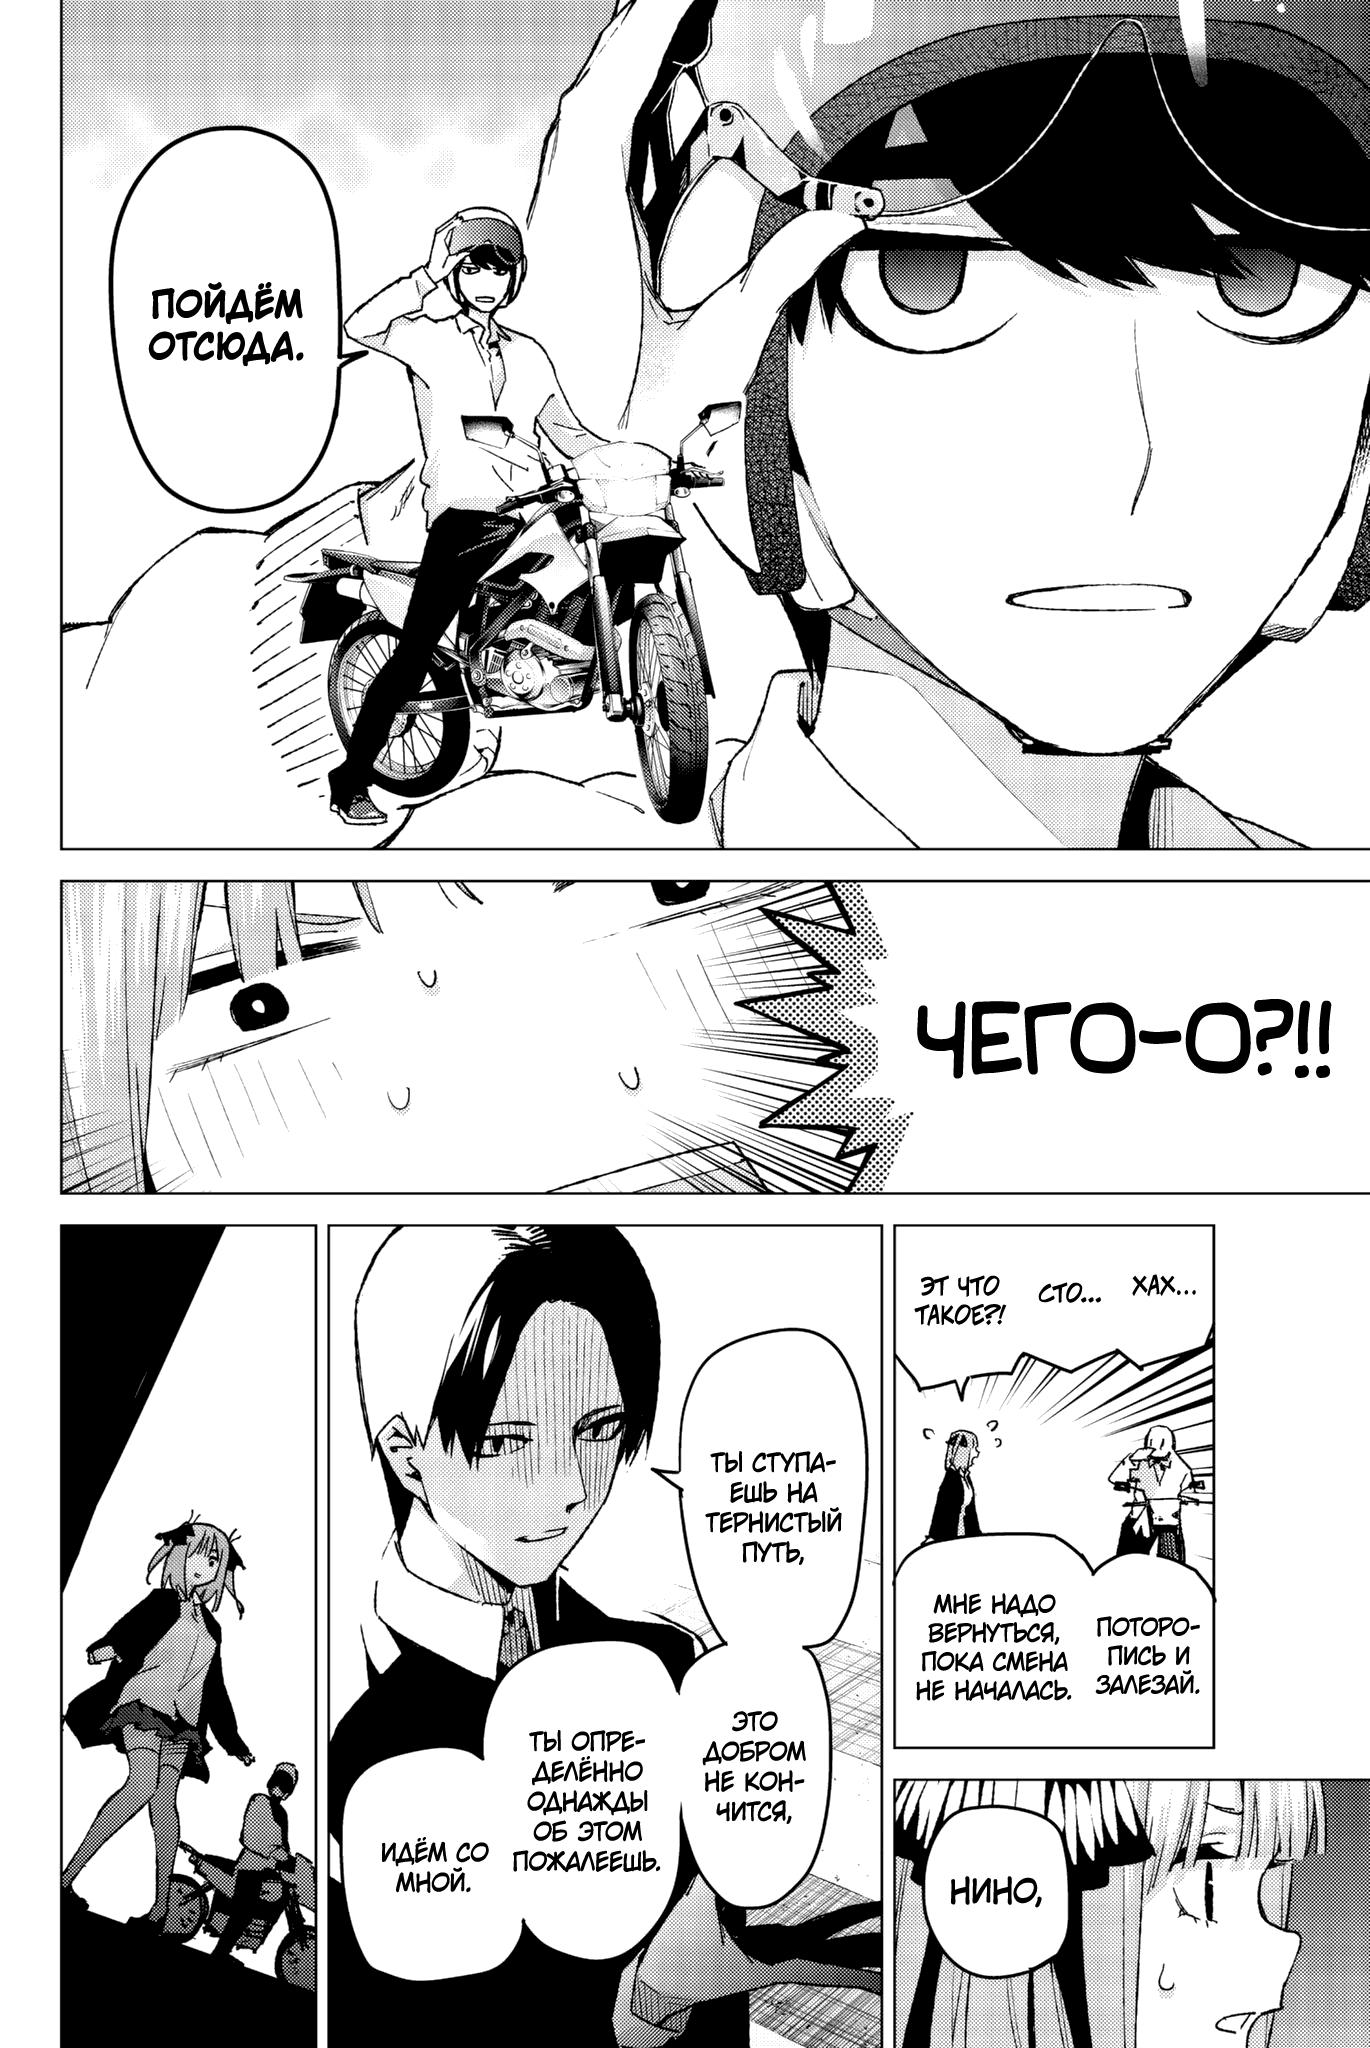 ПОЙДЁМ
ОТСЮДА.
ЧЕГО-О?!!
ХАХ...
СТО...
ЭТ ЧТО
ТАКОЕ?!
ПОТОРО-
ПИСЬ И
ЗАЛЕЗАЙ.
МНЕ НАДО
ВЕРНУТЬСЯ,
ПОКА СМЕНА
НЕ НАЧАЛАСЬ.
НИНО,
ТЫ СТУПА-
ЕШЬ НА
ТЕРНИСТЫЙ
ПУТЬ,
ЭТО
ДОБРОМ
НЕ КОН-
ЧИТСЯ,
ТЫ ОПРЕ-
ДЕЛЁННО
ОДНАЖДЫ
ОБ ЭТОМ
ПОЖАЛЕЕШЬ.
ИДЁМ СО
МНОЙ.